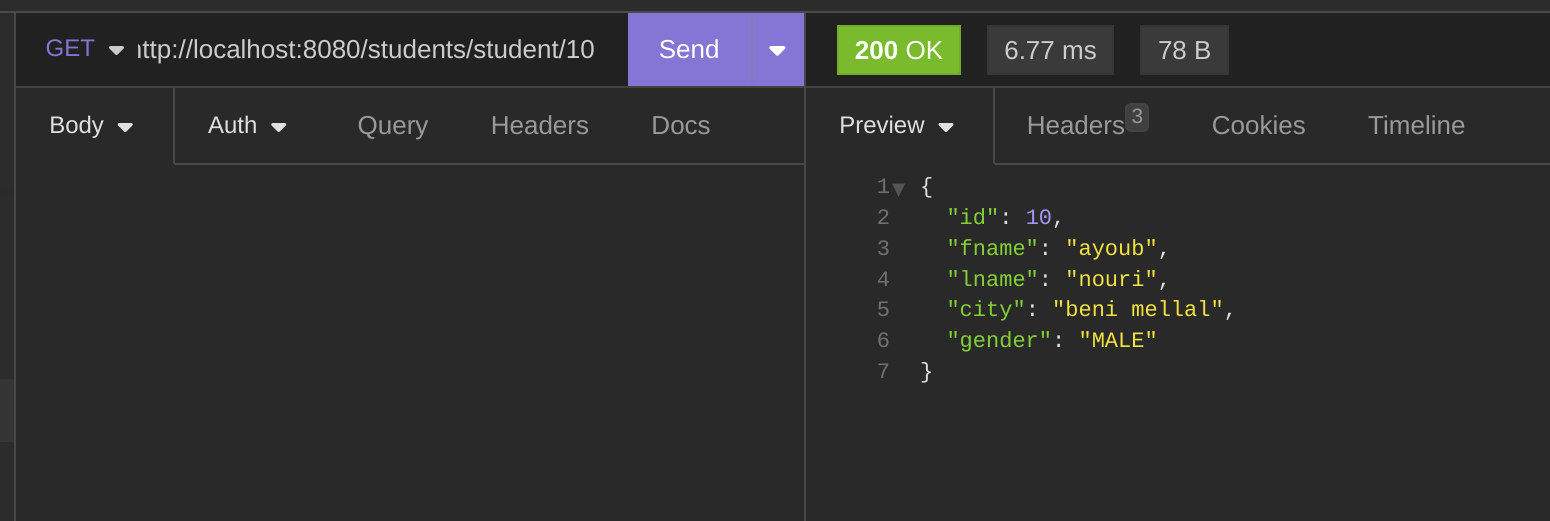 GET ttp://localhost:8080/students/student/10 Send 200 OK 6.77 ms 78 B
Body Auth Query Headers Docs Preview Headers 3 Cookies Timeline
1 {
2 "id": 10,
3 "fname": "ayoub",
4 "lname": "nouri",
5 "city": "beni mellal",
6 "gender": "MALE"
7 }